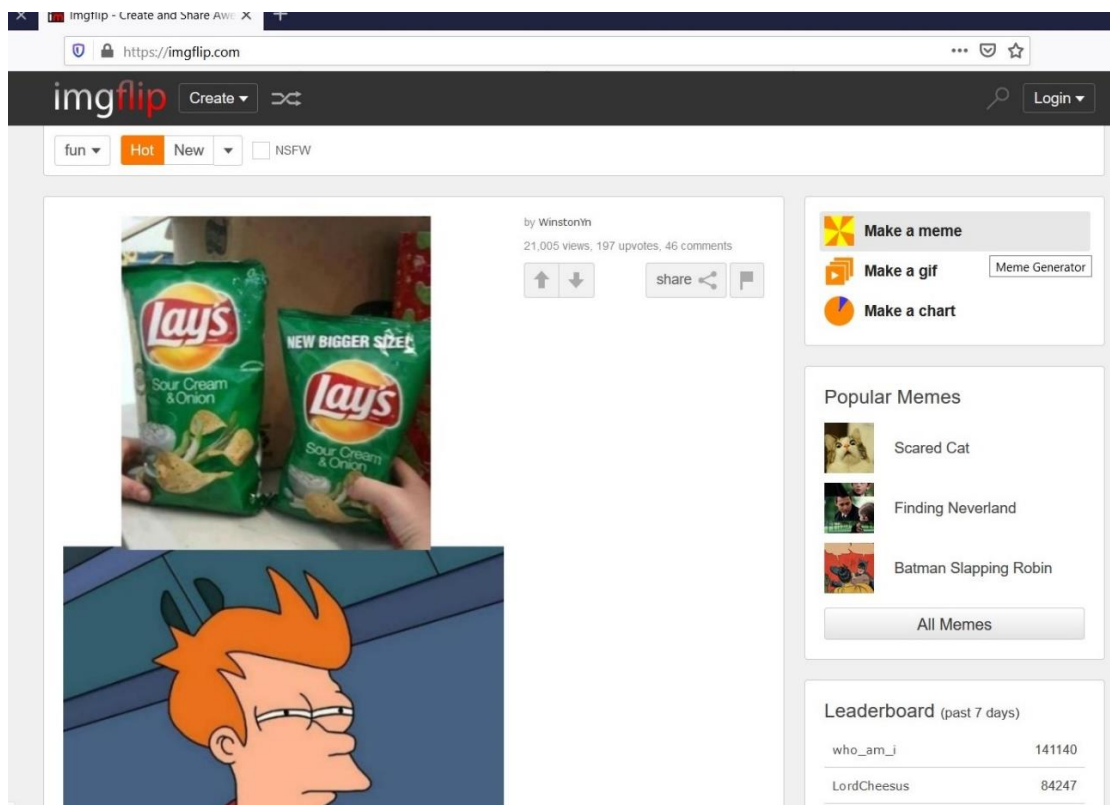 Imgflip - Create and Share Awe
https://imgflip.com
imgflip Create Login
fun Hot New NSFW
Lay's
Sour Cream
& Onion
NEW BIGGER SIZE!
Lay's
Sour Cream
& Onion
by WinstonYn
21,005 views, 197 upvotes, 46 comments
share
Make a meme
Make a gif
Meme Generator
Make a chart
Popular Memes
Scared Cat
Finding Neverland
Batman Slapping Robin
All Memes
Leaderboard (past 7 days)
who_am_i 141140
LordCheesus 84247